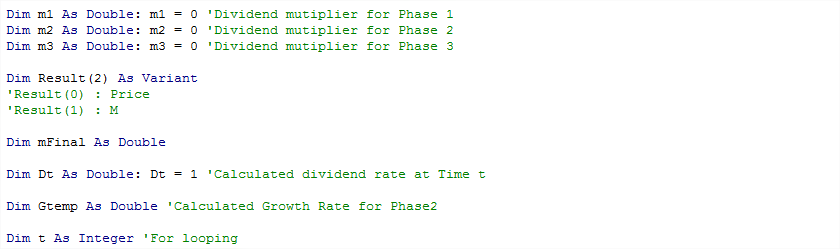 Dim m1 As Double: m1 = 0 'Dividend mutiplier for Phase 1
Dim m2 As Double: m2 = 0 'Dividend mutiplier for Phase 2
Dim m3 As Double: m3 = 0 'Dividend mutiplier for Phase 3
Dim Result(2) As Variant
'Result(0) : Price
'Result(1) : M
Dim mFinal As Double
Dim Dt As Double: Dt = 1 'Calculated dividend rate at Time t
Dim Gtemp As Double 'Calculated Growth Rate for Phase2
Dim t As Integer 'For looping